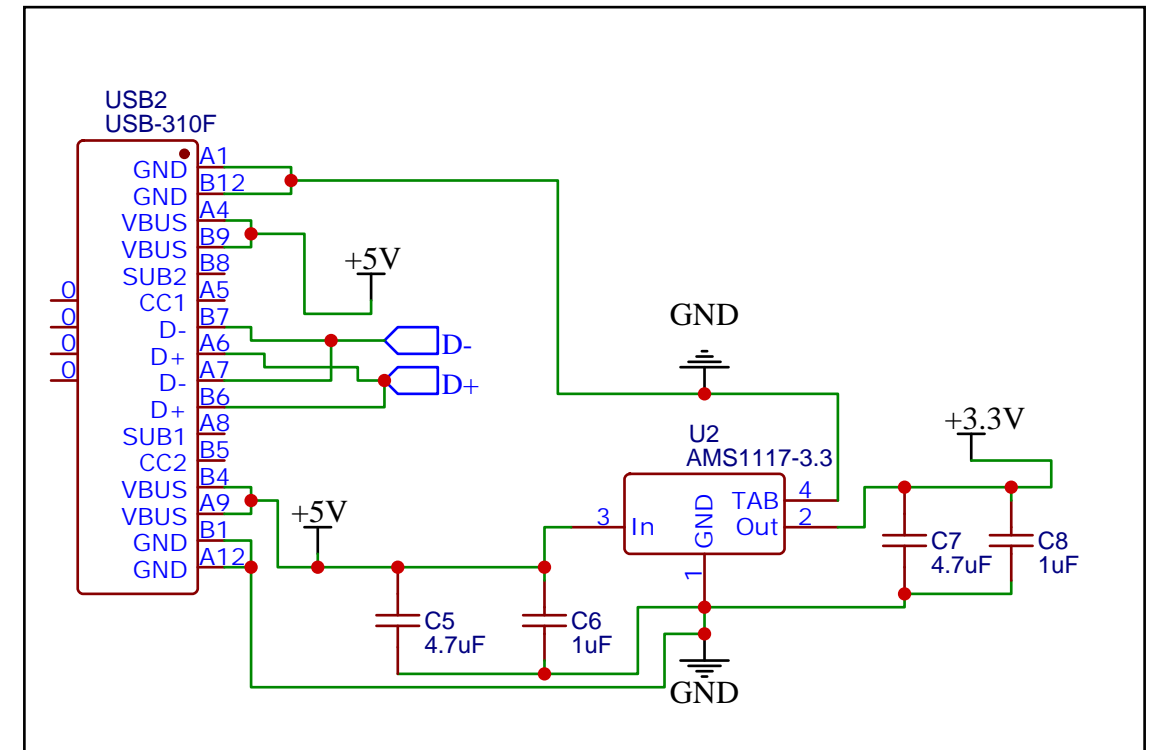 USB2
USB-310F
GND A1
GND B12
VBUS A4
VBUS B9
SUB2 B8
0 CC1 A5
0 D- B7
0 D+ A6
0 D- A7
D+ B6
SUB1 A8
CC2 B5
VBUS B4
VBUS A9
GND B1
GND A12
+5V
D-
D+
GND
+3.3V
U2
AMS1117-3.3
TAB 4
3 In
GND
Out 2
1
+5V
C5
4.7uF
C6
1uF
C7
4.7uF
C8
1uF
GND